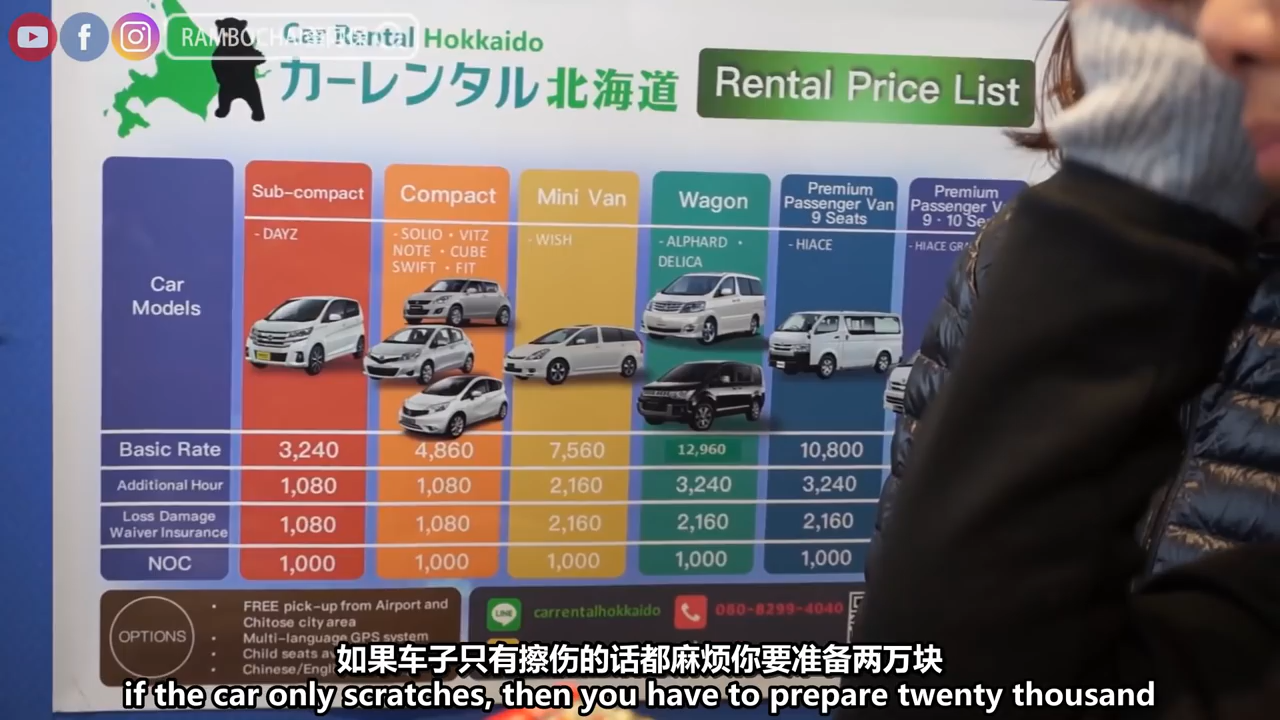 Car Rental Hokkaido
カーレンタル北海道
Rental Price List
Sub-compact
Compact
Mini Van
Wagon
Premium
Passenger Van
9 Seats
Premium
Passenger
9・10
Car
Models
- DAYZ
- SOLIO・VITZ
NOTE・CUBE
SWIFT・FIT
- WISH
- ALPHARD・
DELICA
- HIACE
- HIACE
Basic Rate 3,240 4,860 7,560 12,960 10,800
Additional Hour 1,080 1,080 2,160 3,240 3,240
Loss Damage
Waiver Insurance 1,080 1,080 2,160 2,160 2,160
NOC 1,000 1,000 1,000 1,000 1,000
OPTIONS
• FREE pick-up from Airport and
Chitose city area
• Multi-language GPS system
• Child seats
•
LINE
carrentalhokkaido
080-8299-4040
如果车子只有擦伤的话都麻烦你要准备两万块
if the car only scratches, then you have to prepare twenty thousand